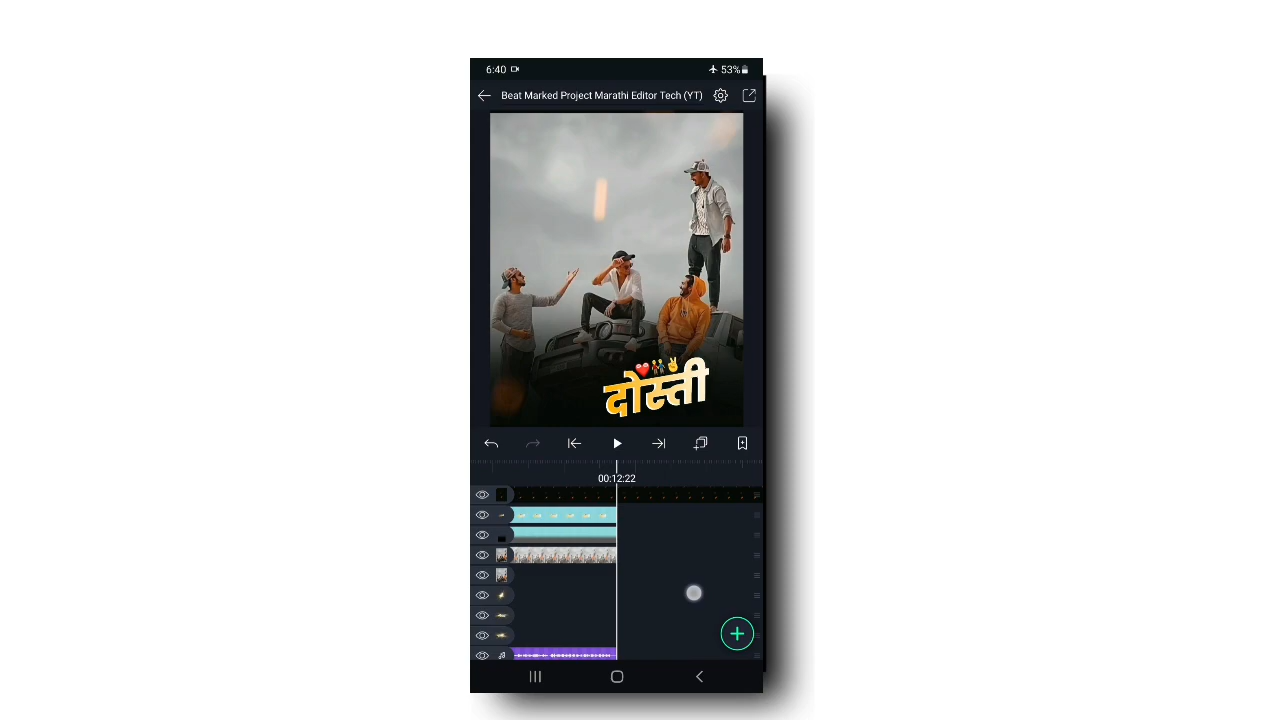 6:40
53%
Beat Marked Project Marathi Editor Tech (YT)
दोस्ती
00:12:22